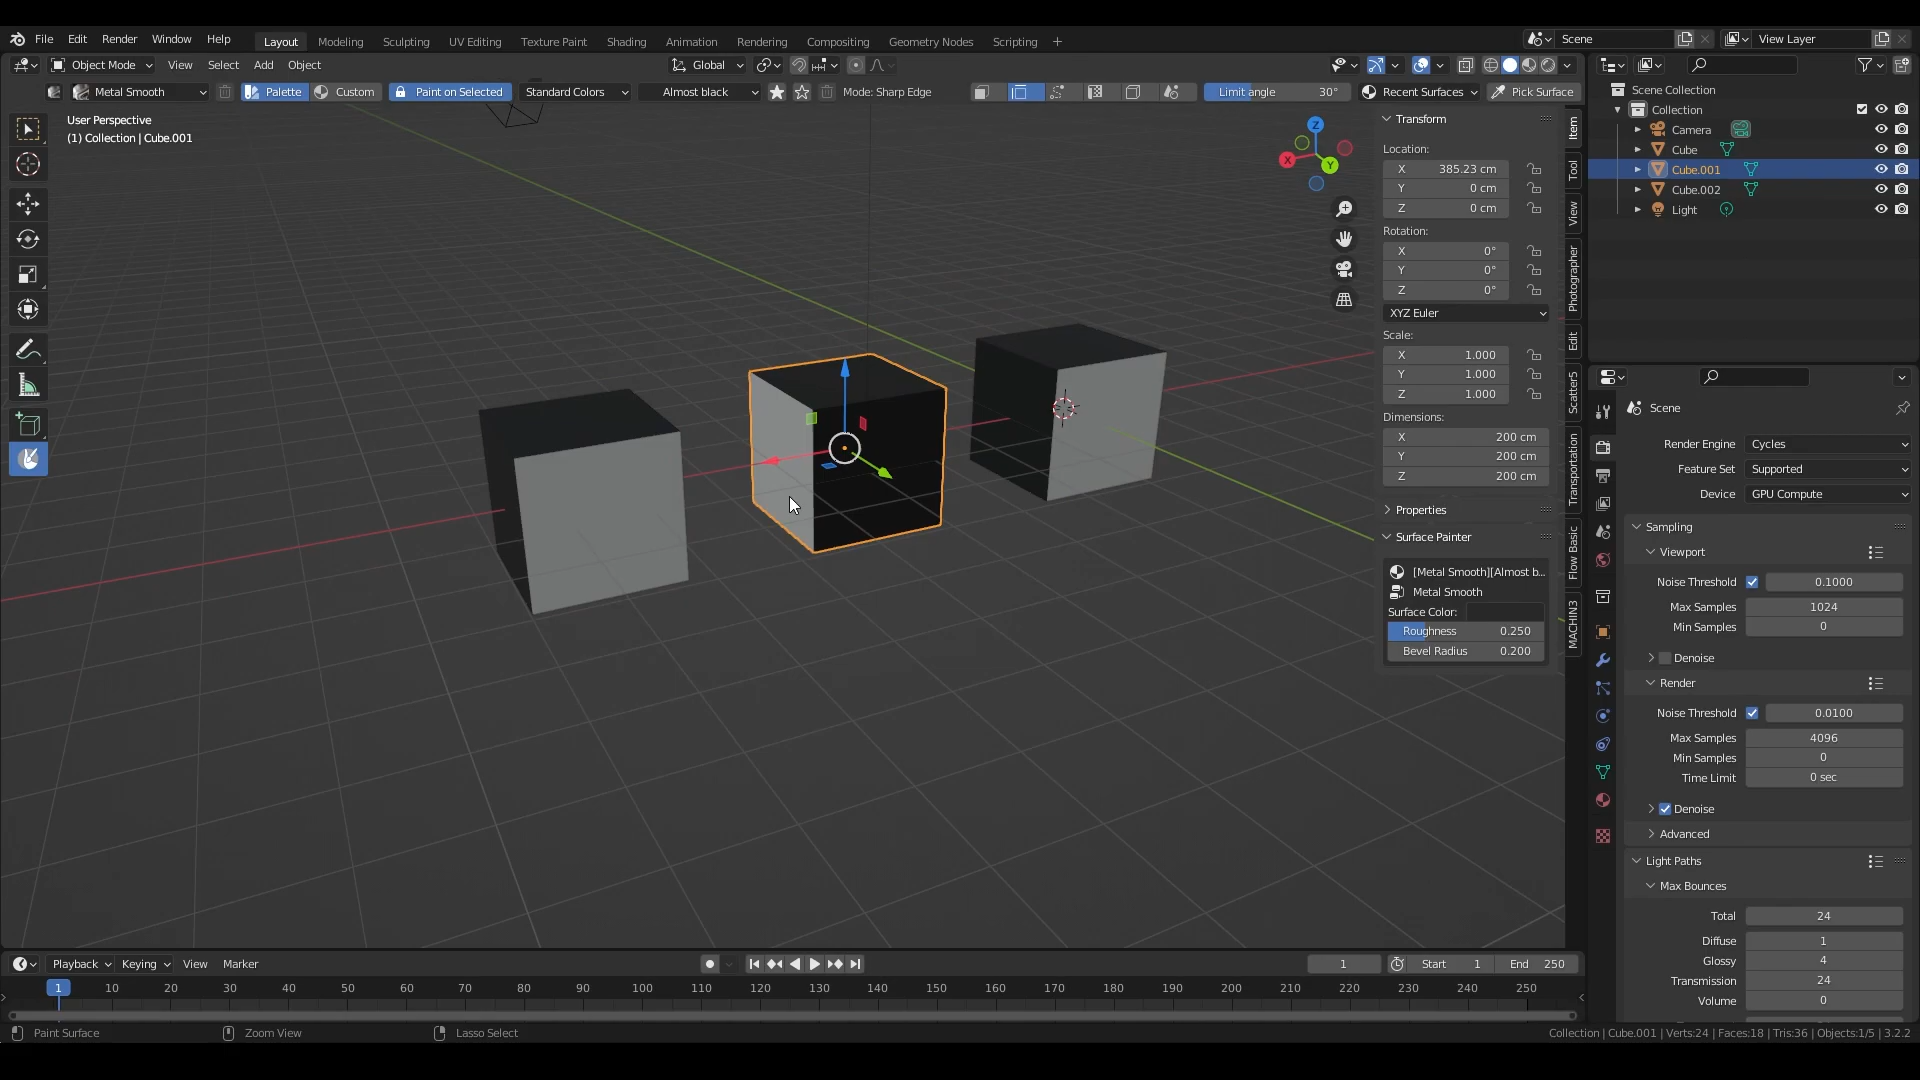 File Edit Render Window Help Layout Modeling Sculpting UV Editing Texture Paint Shading Animation Rendering Compositing Geometry Nodes Scripting + Scene View Layer
Object Mode View Select Add Object Global
Metal Smooth Palette Custom Paint on Selected Standard Colors Almost black Mode: Sharp Edge Limit angle 30° Recent Surfaces Pick Surface
User Perspective
(1) Collection | Cube.001
Z
X
Y
Transform
Location:
X 385.23 cm
Y 0 cm
Z 0 cm
Rotation:
X 0°
Y 0°
Z 0°
XYZ Euler
Scale:
X 1.000
Y 1.000
Z 1.000
Dimensions:
X 200 cm
Y 200 cm
Z 200 cm
Properties
Surface Painter
[Metal Smooth][Almost b...
Metal Smooth
Surface Color:
Roughness 0.250
Bevel Radius 0.200
Item
Tool
View
Photographer
Edit
Scatter5
Transportation
Flow Basic
MACHIN3
Scene Collection
Collection
Camera
Cube
Cube.001
Cube.002
Light
Scene
Render Engine Cycles
Feature Set Supported
Device GPU Compute
Sampling
Viewport
Noise Threshold 0.1000
Max Samples 1024
Min Samples 0
Denoise
Render
Noise Threshold 0.0100
Max Samples 4096
Min Samples 0
Time Limit 0 sec
Denoise
Advanced
Light Paths
Max Bounces
Total 24
Diffuse 1
Glossy 4
Transmission 24
Volume 0
Playback Keying View Marker 1 Start 1 End 250
1 10 20 30 40 50 60 70 80 90 100 110 120 130 140 150 160 170 180 190 200 210 220 230 240 250
Paint Surface Zoom View Lasso Select Collection | Cube.001 | Verts:24 | Faces:18 | Tris:36 | Objects:1/5 | 3.2.2